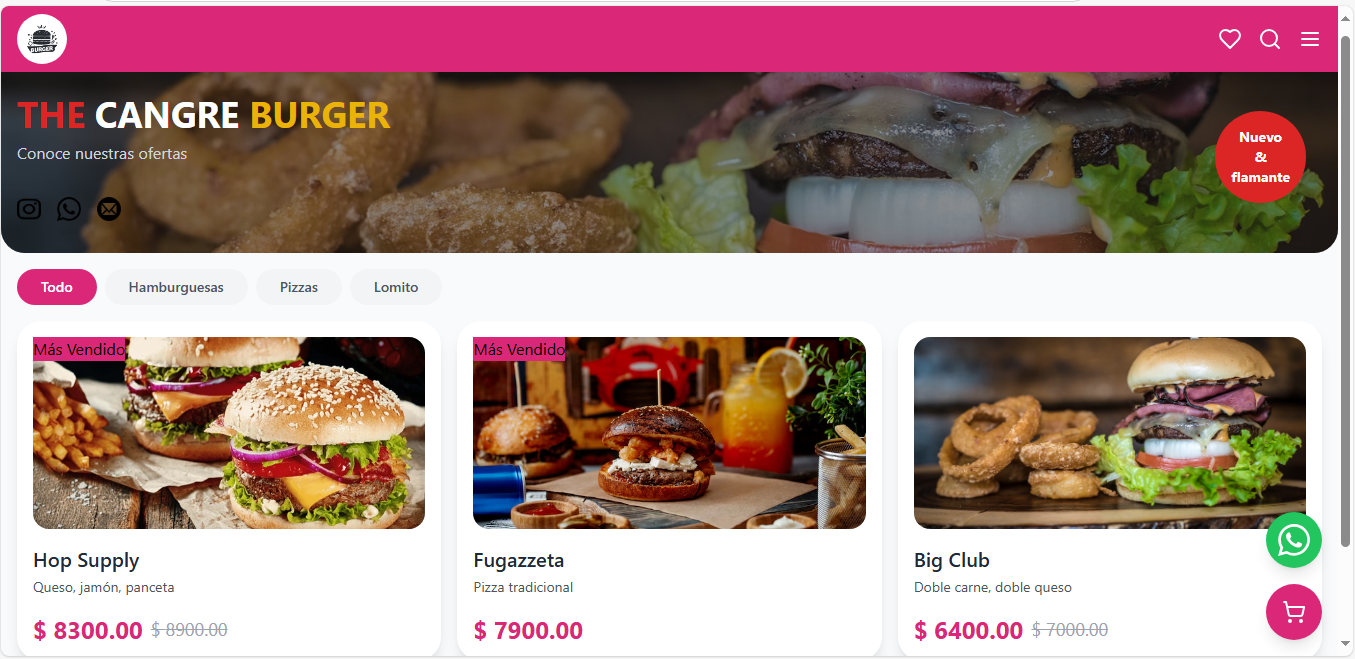 BURGER
THE CANGRE BURGER
Conoce nuestras ofertas
Nuevo
&
flamante
Todo
Hamburguesas
Pizzas
Lomito
Más Vendido
Hop Supply
Queso, jamón, panceta
$ 8300.00 $ 8900.00
Más Vendido
Fugazzeta
Pizza tradicional
$ 7900.00
Big Club
Doble carne, doble queso
$ 6400.00 $ 7000.00